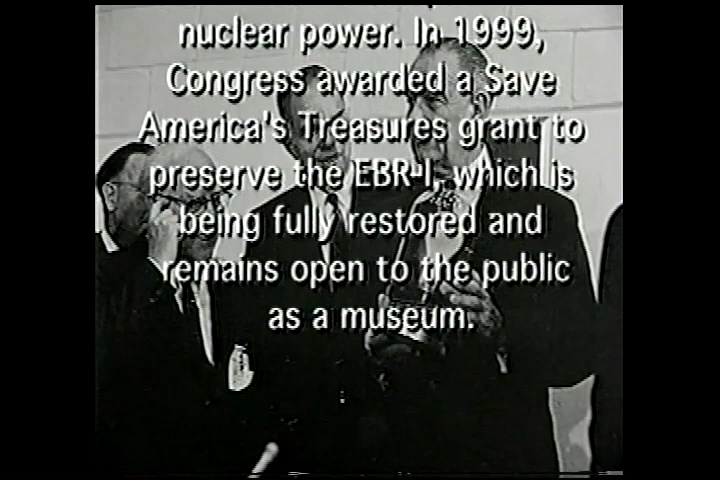 nuclear power. In 1999,
Congress awarded a Save
America's Treasures grant to
preserve the EBR-I, which is
being fully restored and
remains open to the public
as a museum.